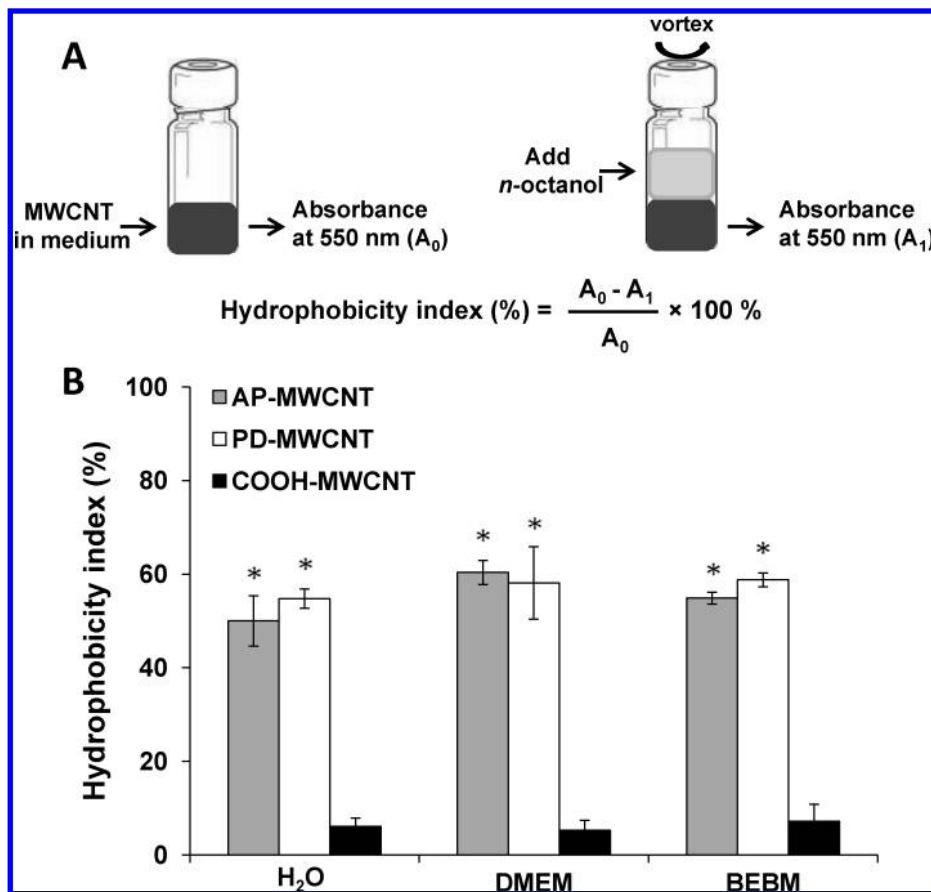 A
vortex
MWCNT
in medium
Absorbance
at 550 nm (A₀)
Add
n-octanol
Absorbance
at 550 nm (A₁)
Hydrophobicity index (%) = A₀ - A₁ / A₀ × 100 %
B
Hydrophobicity index (%)
100
80
60
40
20
0
AP-MWCNT
PD-MWCNT
COOH-MWCNT
* * * * * *
H₂O DMEM BEBM